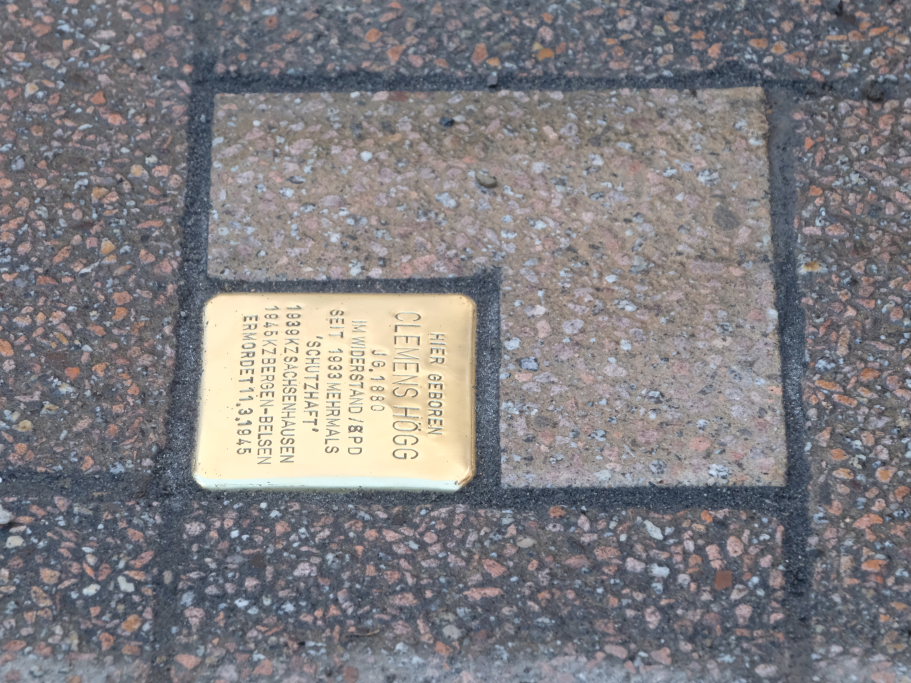 HIER GEBOREN
CLEMENS HÖGG
JG. 1880
IM WIDERSTAND / SPD
SEIT 1933 MEHRMALS
'SCHUTZHAFT'
1939 KZ SACHSENHAUSEN
1945 KZ BERGEN-BELSEN
ERMORDET 11.3.1945